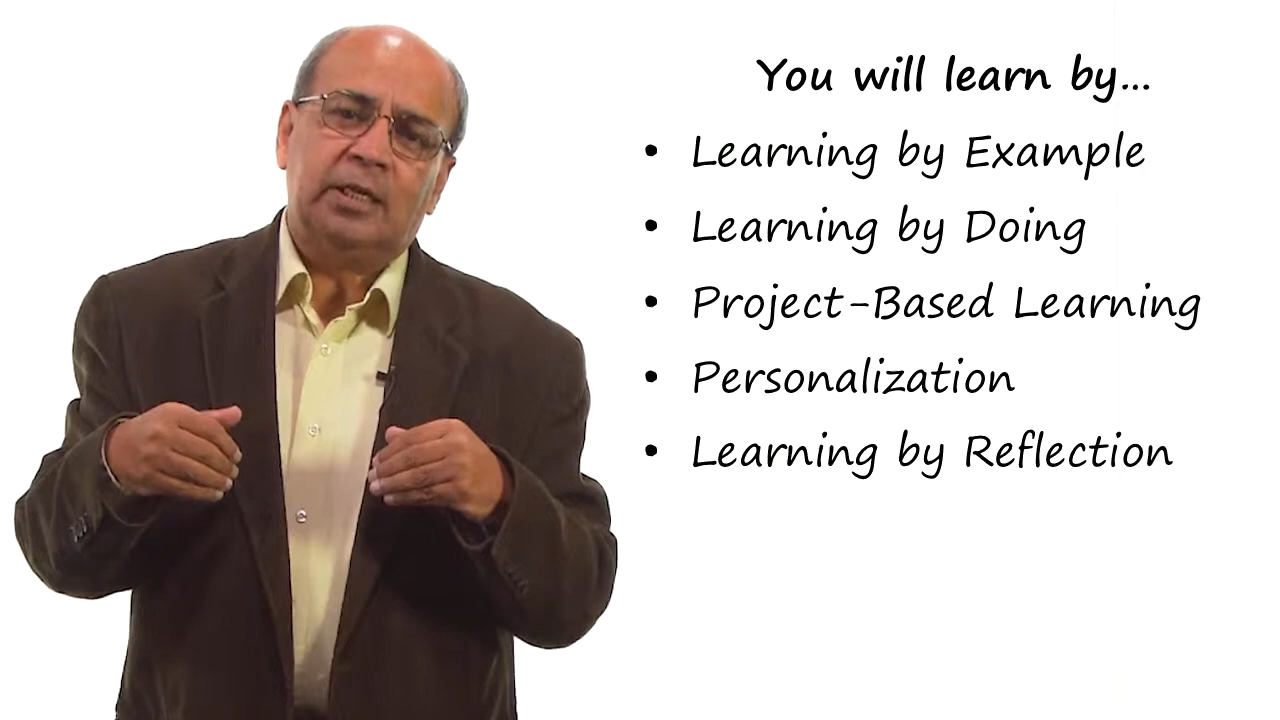 You will learn by...
• Learning by Example
• Learning by Doing
• Project-Based Learning
• Personalization
• Learning by Reflection